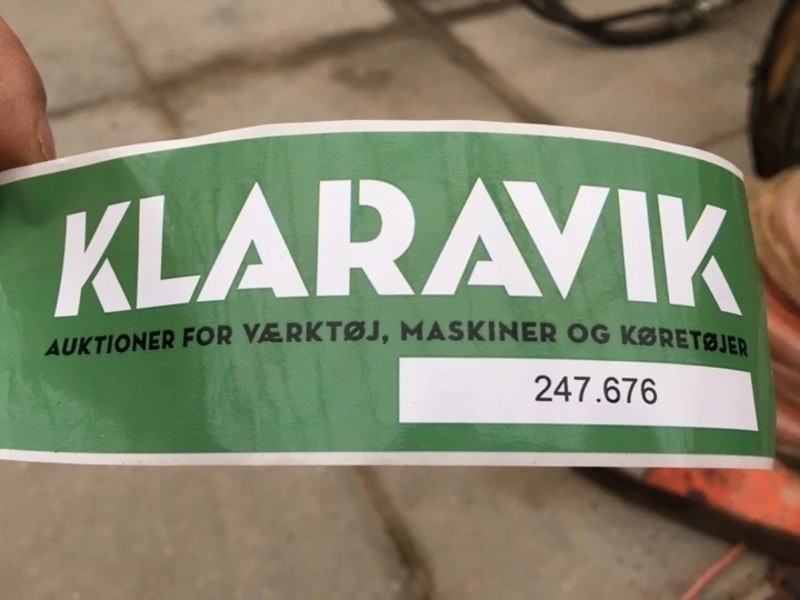 KLARAVIK
AUKTIONER FOR VÆRKTØJ, MASKINER OG KØRETØJER
247.676